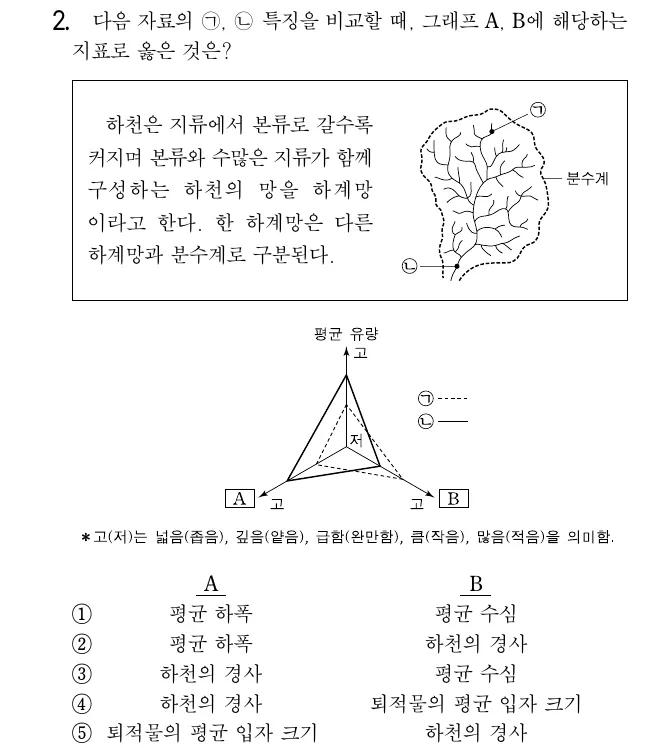 2. 다음 자료의 ㉠, ㉡ 특징을 비교할 때, 그래프 A, B에 해당하는
지표로 옳은 것은?
하천은 지류에서 본류로 갈수록
커지며 본류와 수많은 지류가 함께
구성하는 하천의 망을 하계망
이라고 한다. 한 하계망은 다른
하계망과 분수계로 구분된다.
㉠
분수계
㉡
평균 유량
고
㉠
㉡
저
A 고 고 B
*고(저)는 넓음(좁음), 깊음(얕음), 급함(완만함), 큼(작음), 많음(적음)을 의미함.
A B
① 평균 하폭 평균 수심
② 평균 하폭 하천의 경사
③ 하천의 경사 평균 수심
④ 하천의 경사 퇴적물의 평균 입자 크기
⑤ 퇴적물의 평균 입자 크기 하천의 경사